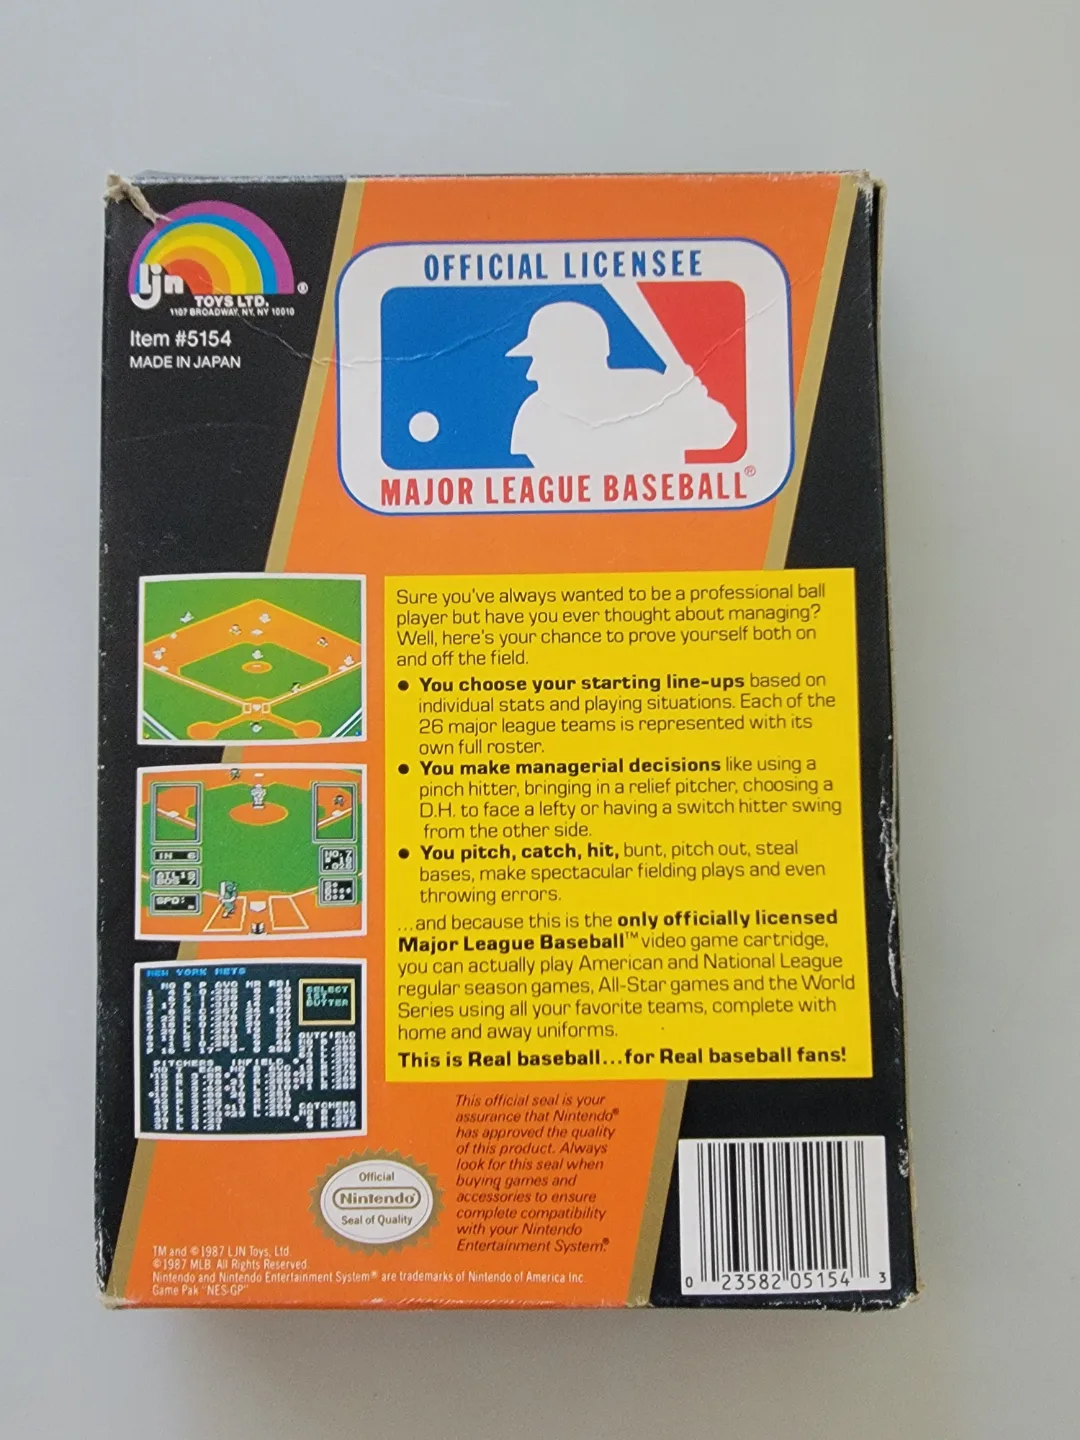 ljn
TOYS LTD. ®
1107 BROADWAY, NY, NY 10010
Item #5154
MADE IN JAPAN
OFFICIAL LICENSEE
MAJOR LEAGUE BASEBALL®
Sure you've always wanted to be a professional ball
player but have you ever thought about managing?
Well, here's your chance to prove yourself both on
and off the field.
● You choose your starting line-ups based on
individual stats and playing situations. Each of the
26 major league teams is represented with its
own full roster.
● You make managerial decisions like using a
pinch hitter, bringing in a relief pitcher, choosing a
D.H. to face a lefty or having a switch hitter swing
from the other side.
● You pitch, catch, hit, bunt, pitch out, steal
bases, make spectacular fielding plays and even
throwing errors.
...and because this is the only officially licensed
Major League Baseball™ video game cartridge,
you can actually play American and National League
regular season games, All-Star games and the World
Series using all your favorite teams, complete with
home and away uniforms.
This is Real baseball...for Real baseball fans!
IN 6
SPD:
NO. 7
NEW YORK METS
SELECT
1ST
BUTTER
OUTFIELD
PITCHERS INFIELD
CATCHERS
This official seal is your
assurance that Nintendo®
has approved the quality
of this product. Always
look for this seal when
buying games and
accessories to ensure
complete compatibility
with your Nintendo
Entertainment System®.
Official
Nintendo®
Seal of Quality
TM and ©1987 LJN Toys, Ltd.
©1987 MLB. All Rights Reserved.
Nintendo and Nintendo Entertainment System® are trademarks of Nintendo of America Inc.
Game Pak "NES-GP"
0 23582 05154 3